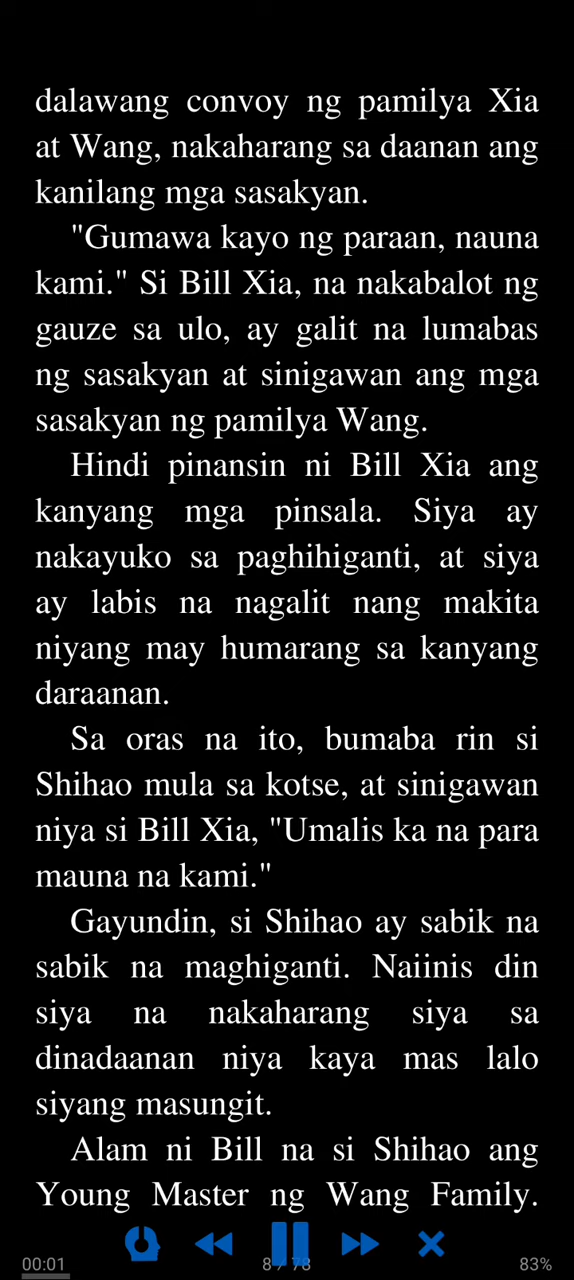 dalawang convoy ng pamilya Xia
at Wang, nakaharang sa daanan ang
kanilang mga sasakyan.
"Gumawa kayo ng paraan, nauna
kami." Si Bill Xia, na nakabalot ng
gauze sa ulo, ay galit na lumabas
ng sasakyan at sinigawan ang mga
sasakyan ng pamilya Wang.
Hindi pinansin ni Bill Xia ang
kanyang mga pinsala. Siya ay
nakayuko sa paghihiganti, at siya
ay labis na nagalit nang makita
niyang may humarang sa kanyang
daraanan.
Sa oras na ito, bumaba rin si
Shihao mula sa kotse, at sinigawan
niya si Bill Xia, "Umalis ka na para
mauna na kami."
Gayundin, si Shihao ay sabik na
sabik na maghiganti. Naiinis din
siya na nakaharang siya sa
dinadaanan niya kaya mas lalo
siyang masungit.
Alam ni Bill na si Shihao ang
Young Master ng Wang Family.
00:01 8 / 78 83%